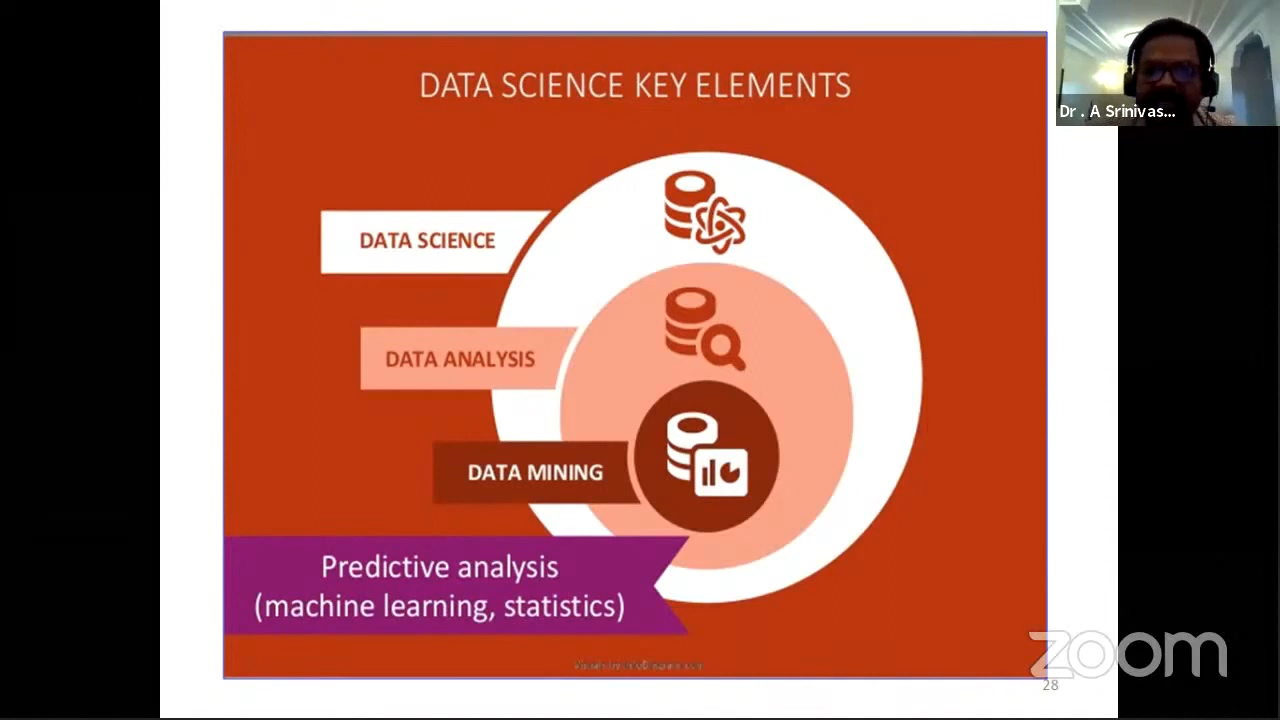 DATA SCIENCE KEY ELEMENTS
Dr . A Srinivas...
DATA SCIENCE
DATA ANALYSIS
DATA MINING
Predictive analysis
(machine learning, statistics)
zoom
28